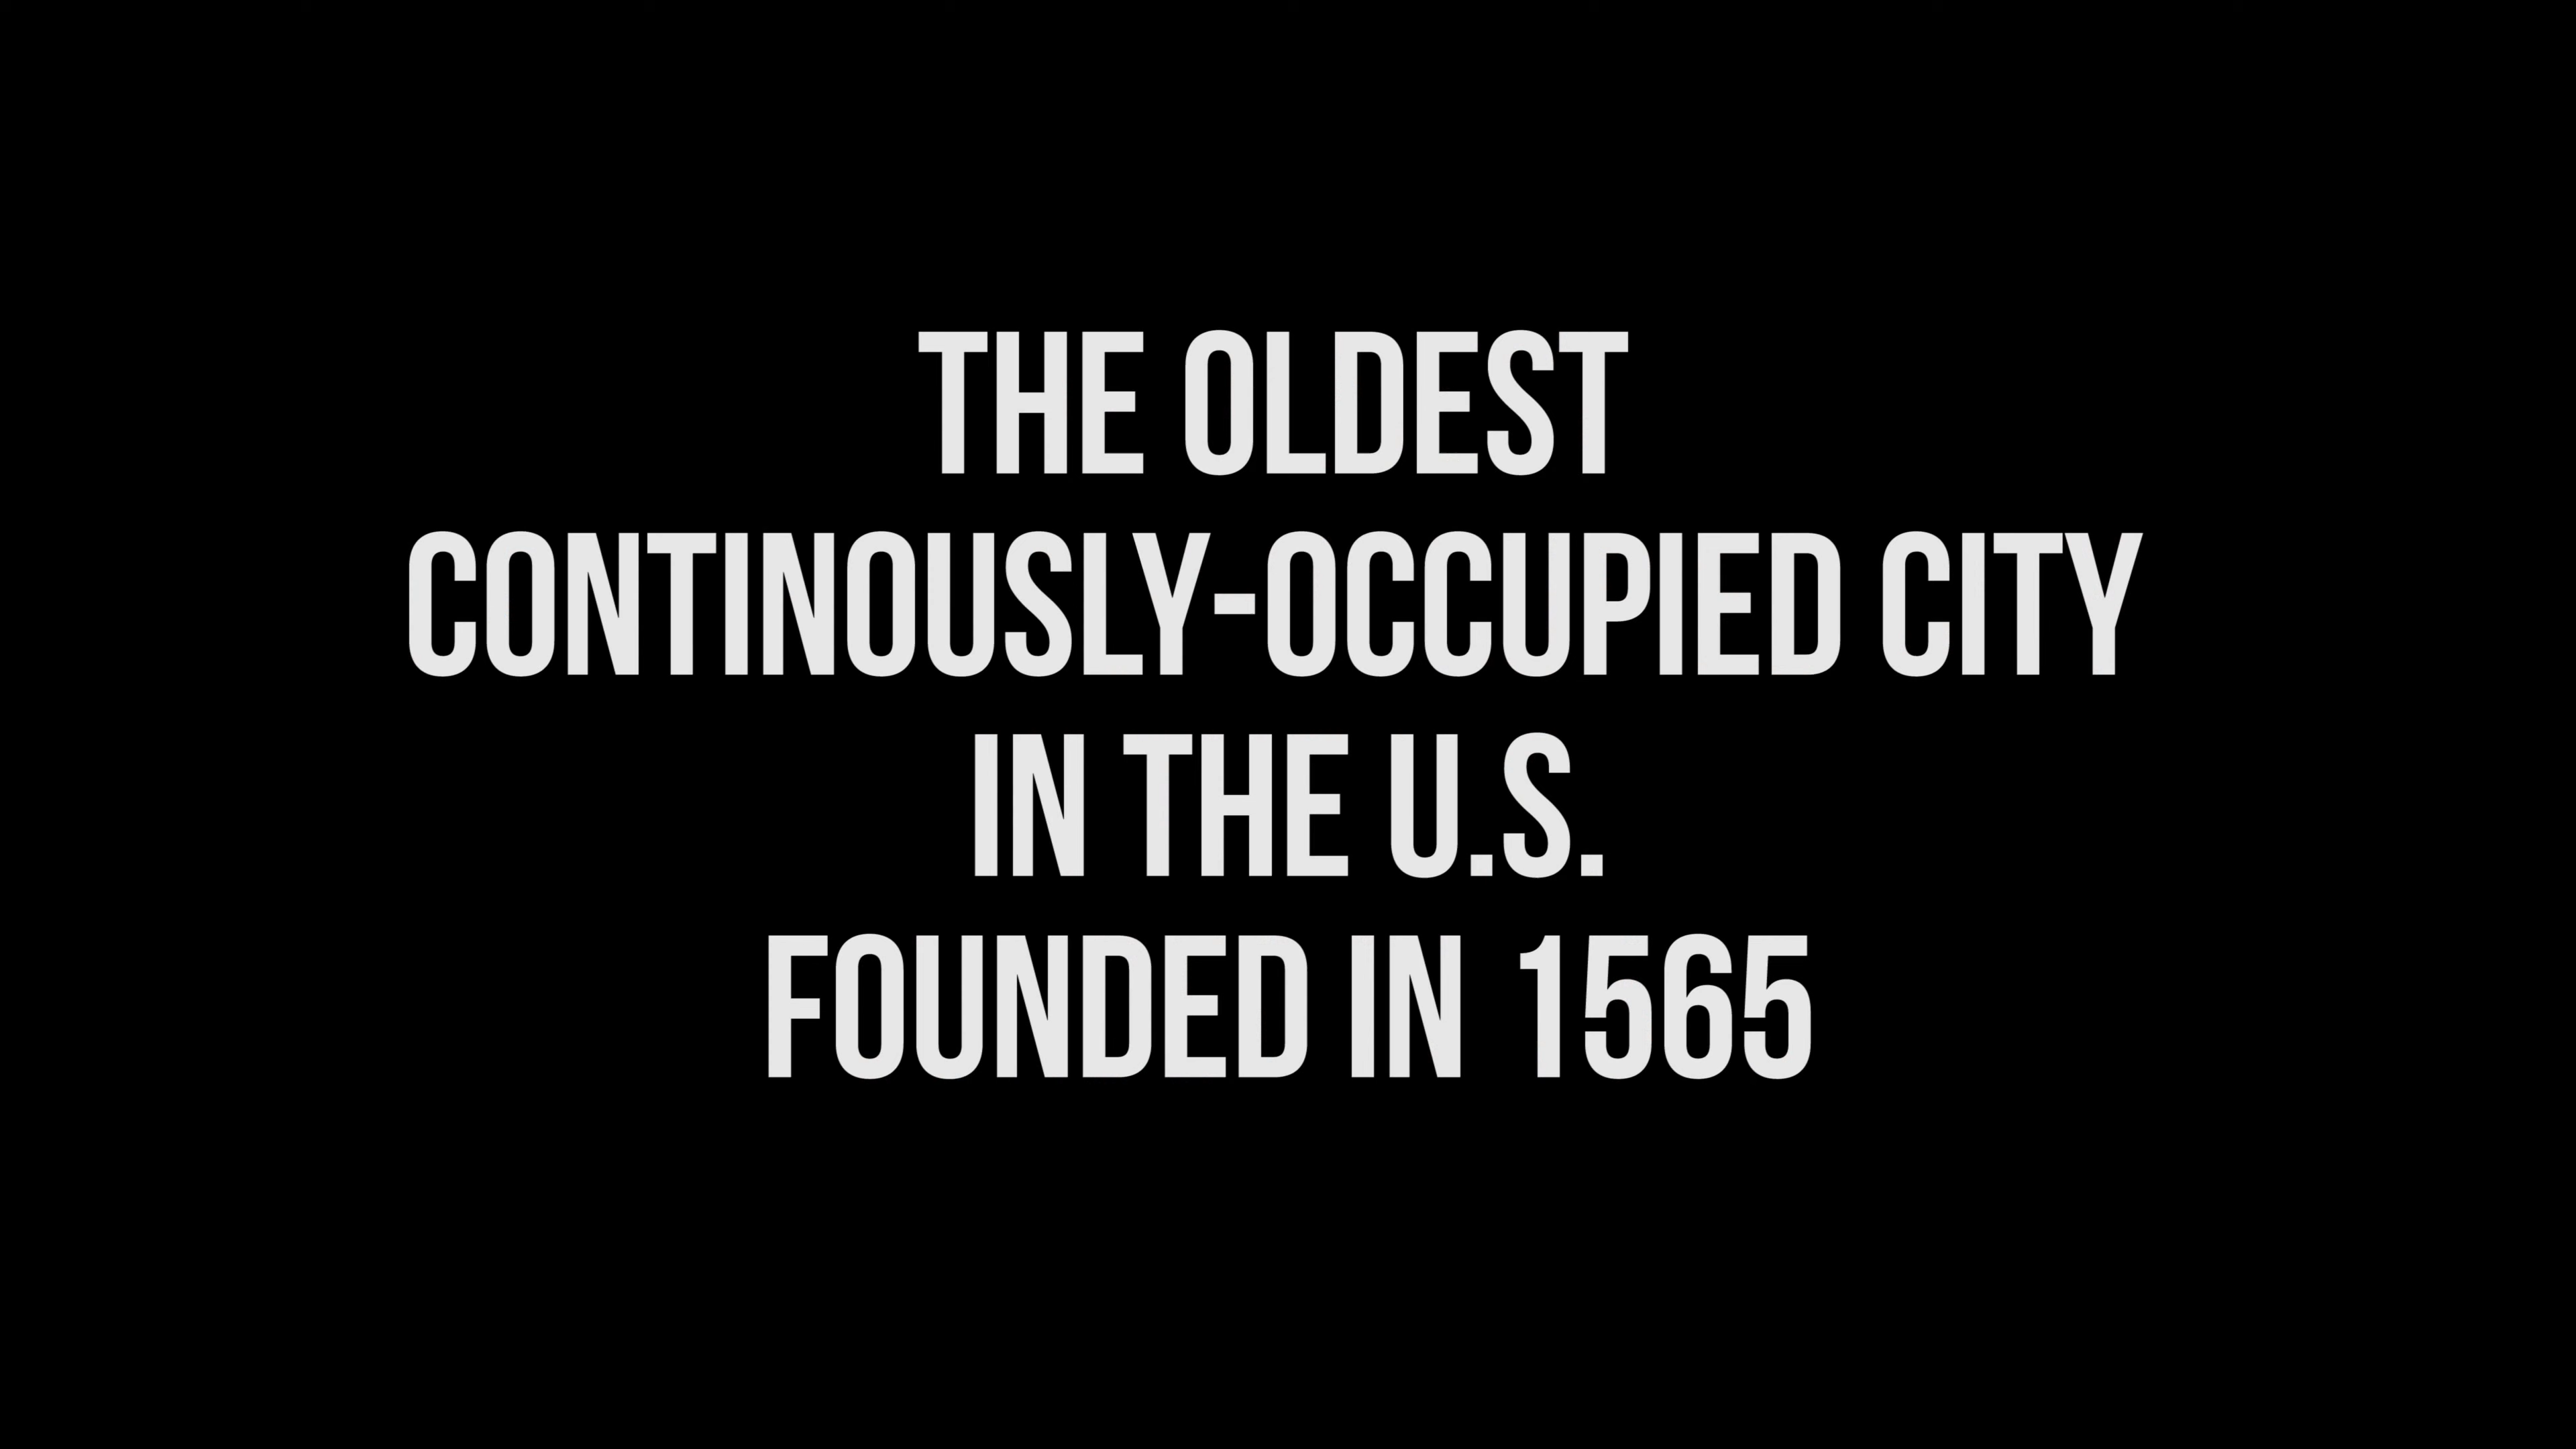 THE OLDEST
CONTINOUSLY-OCCUPIED CITY
IN THE U.S.
FOUNDED IN 1565